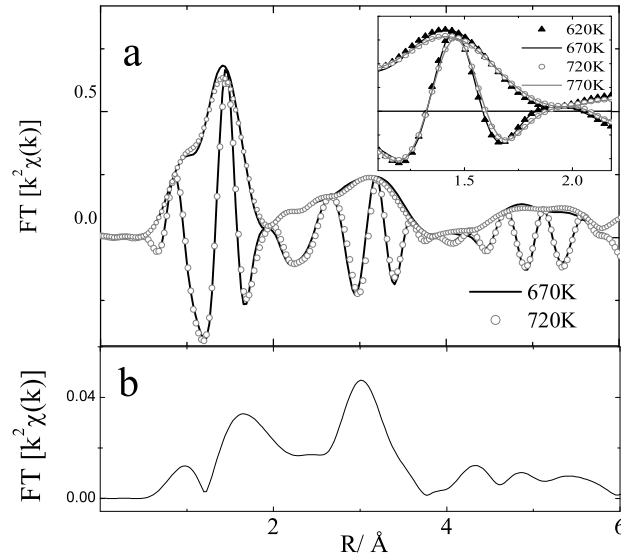 a
FT [k²χ(k)]
0.5
0.0
620K
670K
720K
770K
1.5
2.0
670K
720K
b
FT [k²χ(k)]
0.04
0.00
2
4
6
R/ Å